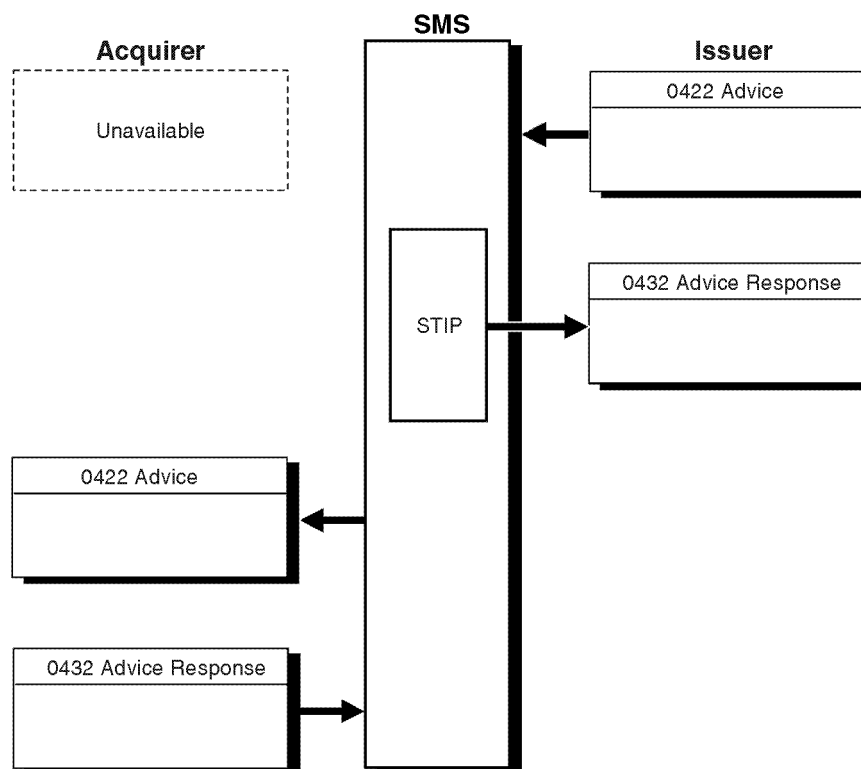 SMS
Acquirer
Issuer
0422 Advice
Unavailable
0432 Advice Response
STIP
0422 Advice
0432 Advice Response